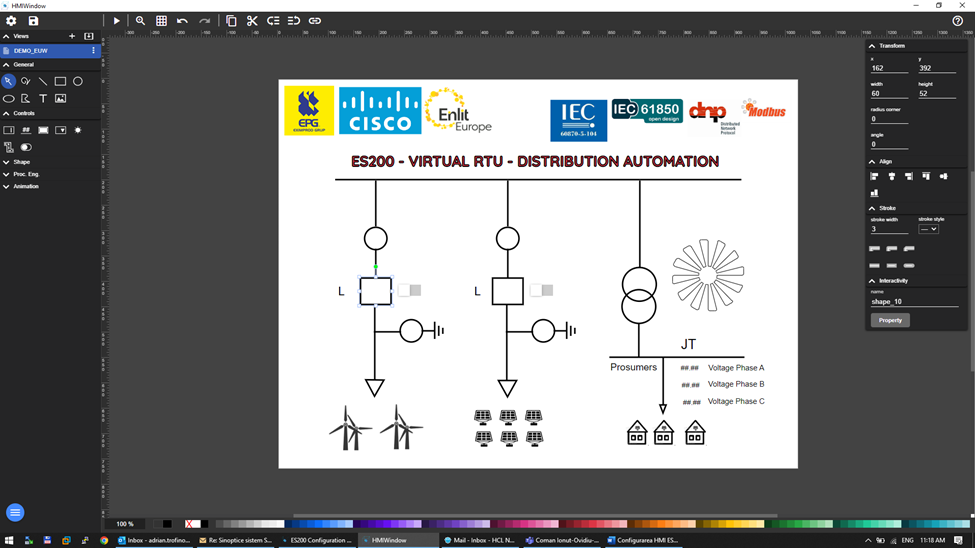 HMIWindow
Views
DEMO_EUW
General
T
Controls
##
Shape
Proc. Eng.
Animation
EPG
EXIMPROD GRUP
CISCO
Enlit
Europe
IEC
60870-5-104
IEC 61850
open design
dnp
Distributed
Network
Protocol
Modbus
ES200 - VIRTUAL RTU - DISTRIBUTION AUTOMATION
L
L
JT
Prosumers
##.## Voltage Phase A
##.## Voltage Phase B
##.## Voltage Phase C
Transform
x y
162 392
width height
60 52
radius corner
0
angle
0
Align
Stroke
stroke width stroke style
3
Interactivity
name
shape_10
Property
100 %
Inbox - adrian.trofino...
Re: Sinoptice sistem S...
ES200 Configuration ...
HMIWindow
Mail - Inbox - HCL N...
Coman Ionut-Ovidiu-...
Configurarea HMI ES...
ENG
11:18 AM